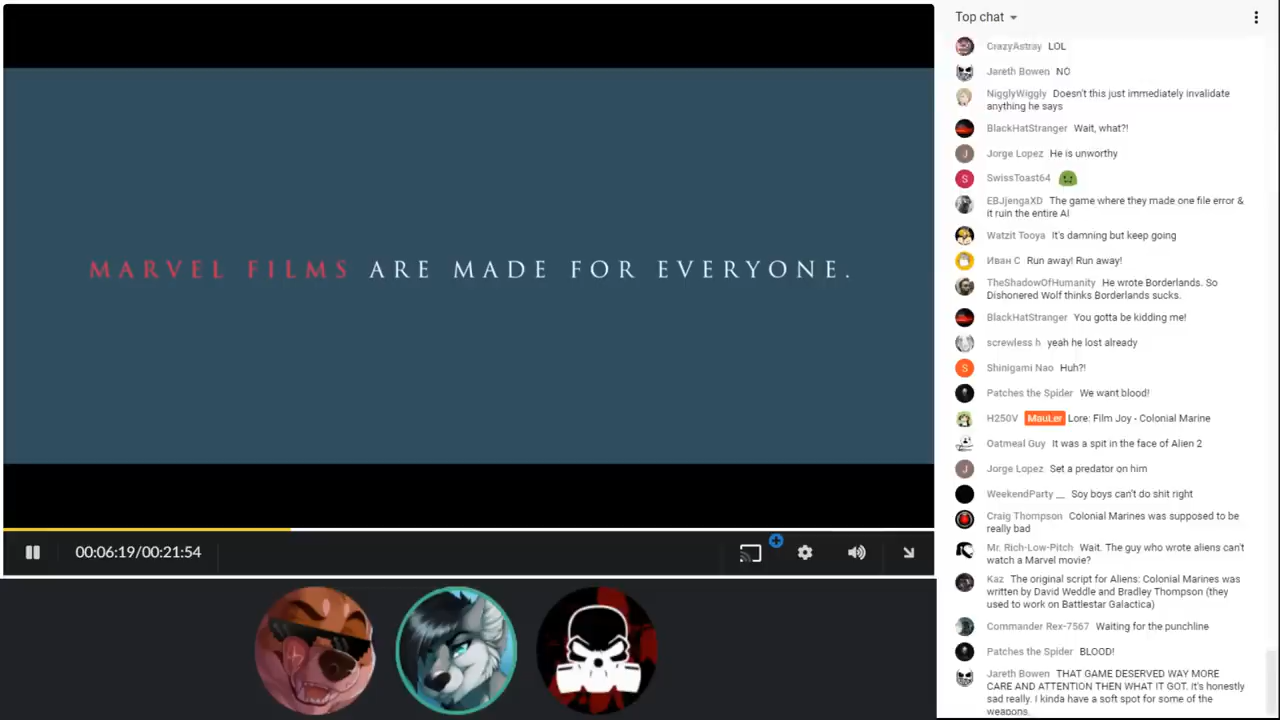 MARVEL FILMS ARE MADE FOR EVERYONE.
00:06:19/00:21:54
Top chat
CrazyAstray LOL
Jareth Bowen NO
NigglyWiggly Doesn't this just immediately invalidate
anything he says
BlackHatStranger Wait, what?!
J
Jorge Lopez He is unworthy
S
SwissToast64
EBJjengaXD The game where they made one file error &
it ruin the entire AI
Watzit Tooya It's damning but keep going
Иван С Run away! Run away!
TheShadowOfHumanity He wrote Borderlands. So
Dishonered Wolf thinks Borderlands sucks.
BlackHatStranger You gotta be kidding me!
screwless h yeah he lost already
S
Shinigami Nao Huh?!
Patches the Spider We want blood!
H250V MauLer Lore: Film Joy - Colonial Marine
Oatmeal Guy It was a spit in the face of Alien 2
J
Jorge Lopez Set a predator on him
WeekendParty __ Soy boys can't do shit right
Craig Thompson Colonial Marines was supposed to be
really bad
Mr. Rich-Low-Pitch Wait. The guy who wrote aliens can't
watch a Marvel movie?
Kaz The original script for Aliens: Colonial Marines was
written by David Weddle and Bradley Thompson (they
used to work on Battlestar Galactica)
Commander Rex-7567 Waiting for the punchline
Patches the Spider BLOOD!
Jareth Bowen THAT GAME DESERVED WAY MORE
CARE AND ATTENTION THEN WHAT IT GOT. It's honestly
sad really. I kinda have a soft spot for some of the
weapons.